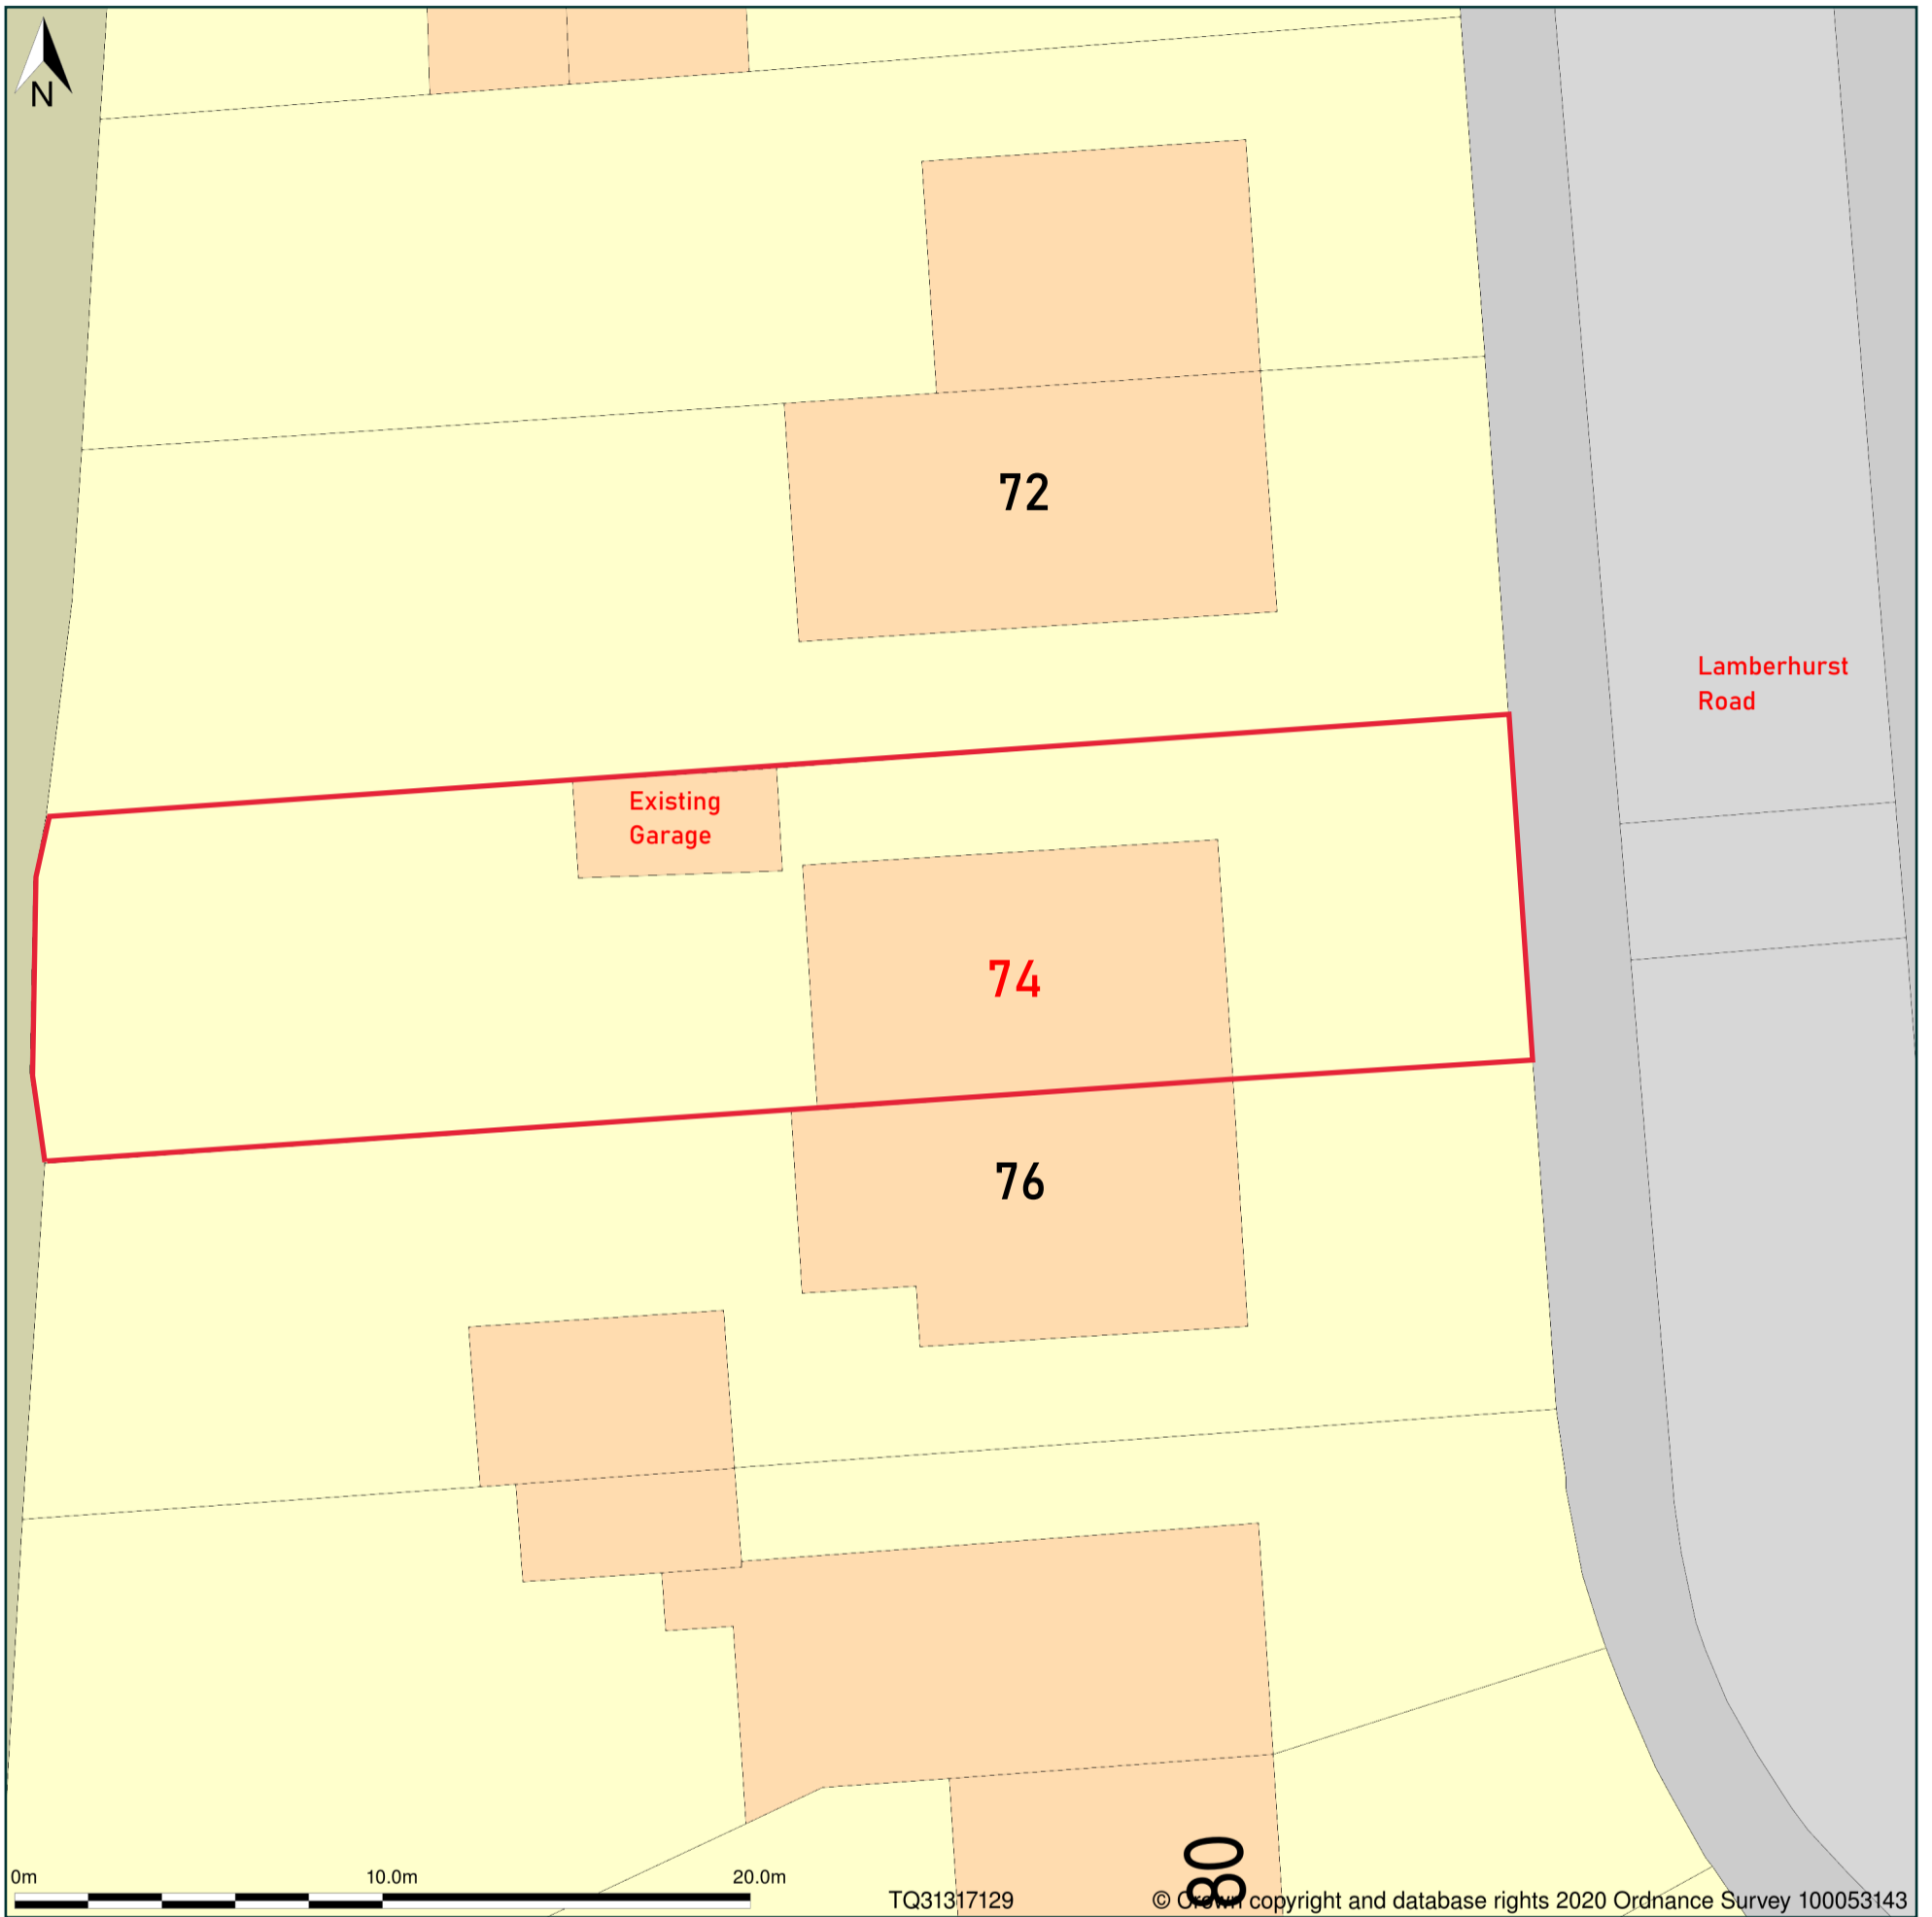 N
72
Lamberhurst
Road
Existing
Garage
74
76
80
0m 10.0m 20.0m
TQ31317129 © Crown copyright and database rights 2020 Ordnance Survey 100053143